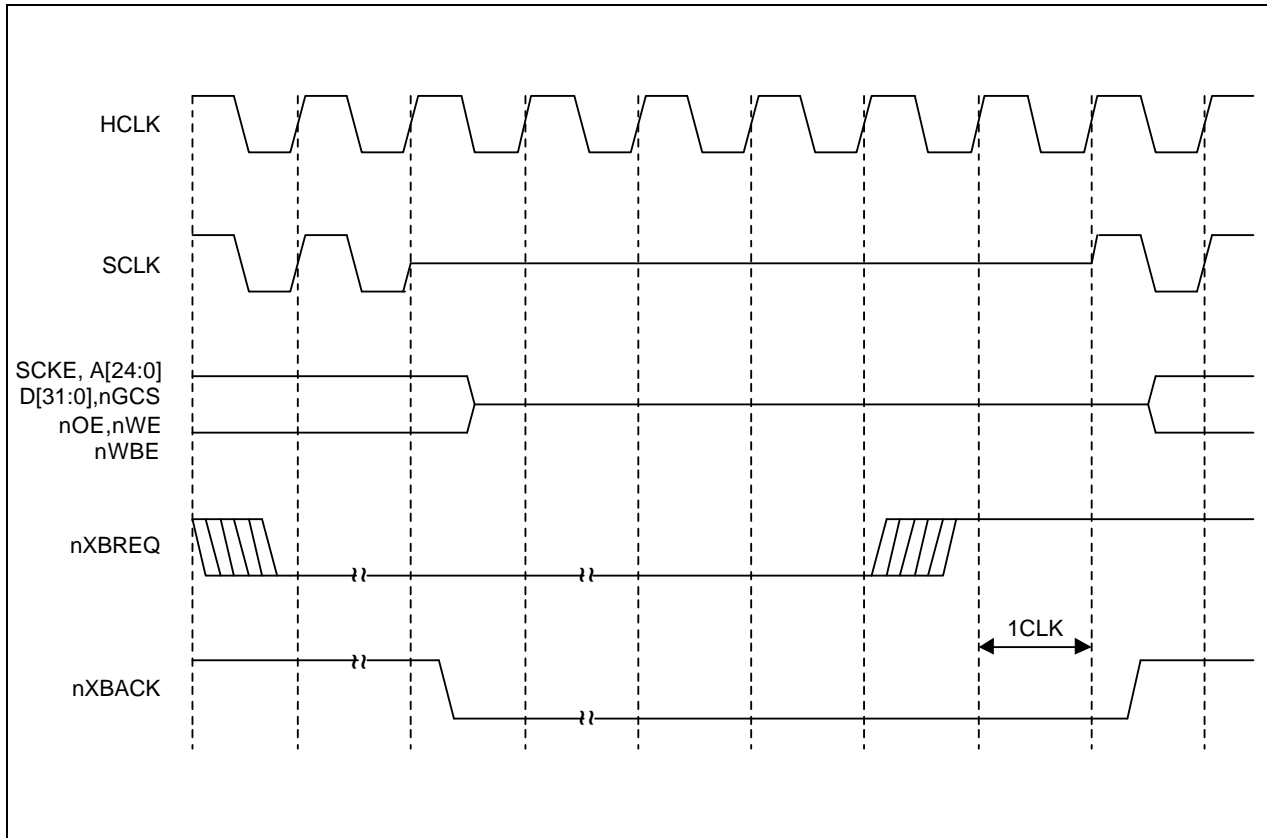 HCLK
SCLK
SCKE, A[24:0]
D[31:0],nGCS
nOE,nWE
nWBE
nXBREQ
1CLK
nXBACK